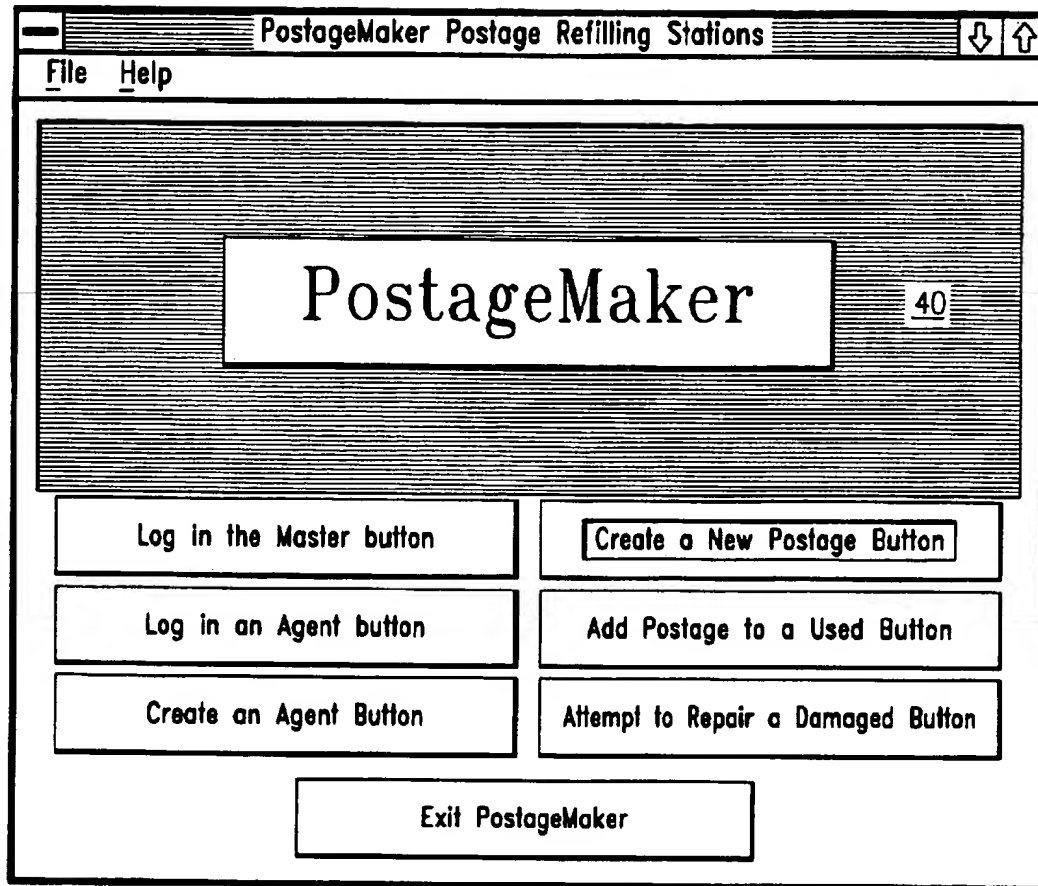 PostageMaker Postage Refilling Stations
File Help
PostageMaker
40
Log in the Master button
Create a New Postage Button
Log in an Agent button
Add Postage to a Used Button
Create an Agent Button
Attempt to Repair a Damaged Button
Exit PostageMaker